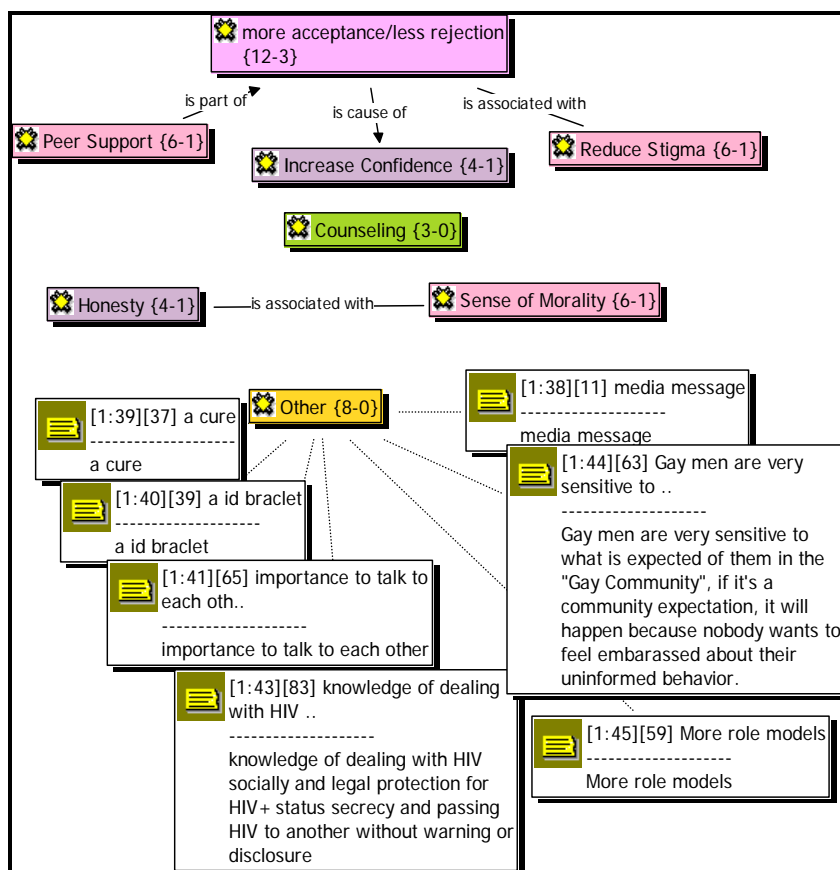 more acceptance/less rejection
{12-3}
is part of
is cause of
is associated with
Peer Support {6-1}
Increase Confidence {4-1}
Reduce Stigma {6-1}
Counseling {3-0}
Honesty {4-1}
is associated with
Sense of Morality {6-1}
Other {8-0}
[1:39][37] a cure
--------------------
a cure
[1:40][39] a id braclet
--------------------
a id braclet
[1:41][65] importance to talk to
each oth..
--------------------
importance to talk to each other
[1:43][83] knowledge of dealing
with HIV ..
--------------------
knowledge of dealing with HIV
socially and legal protection for
HIV+ status secrecy and passing
HIV to another without warning or
disclosure
[1:38][11] media message
--------------------
media message
[1:44][63] Gay men are very
sensitive to ..
--------------------
Gay men are very sensitive to
what is expected of them in the
"Gay Community", if it's a
community expectation, it will
happen because nobody wants to
feel embarassed about their
uninformed behavior.
[1:45][59] More role models
--------------------
More role models